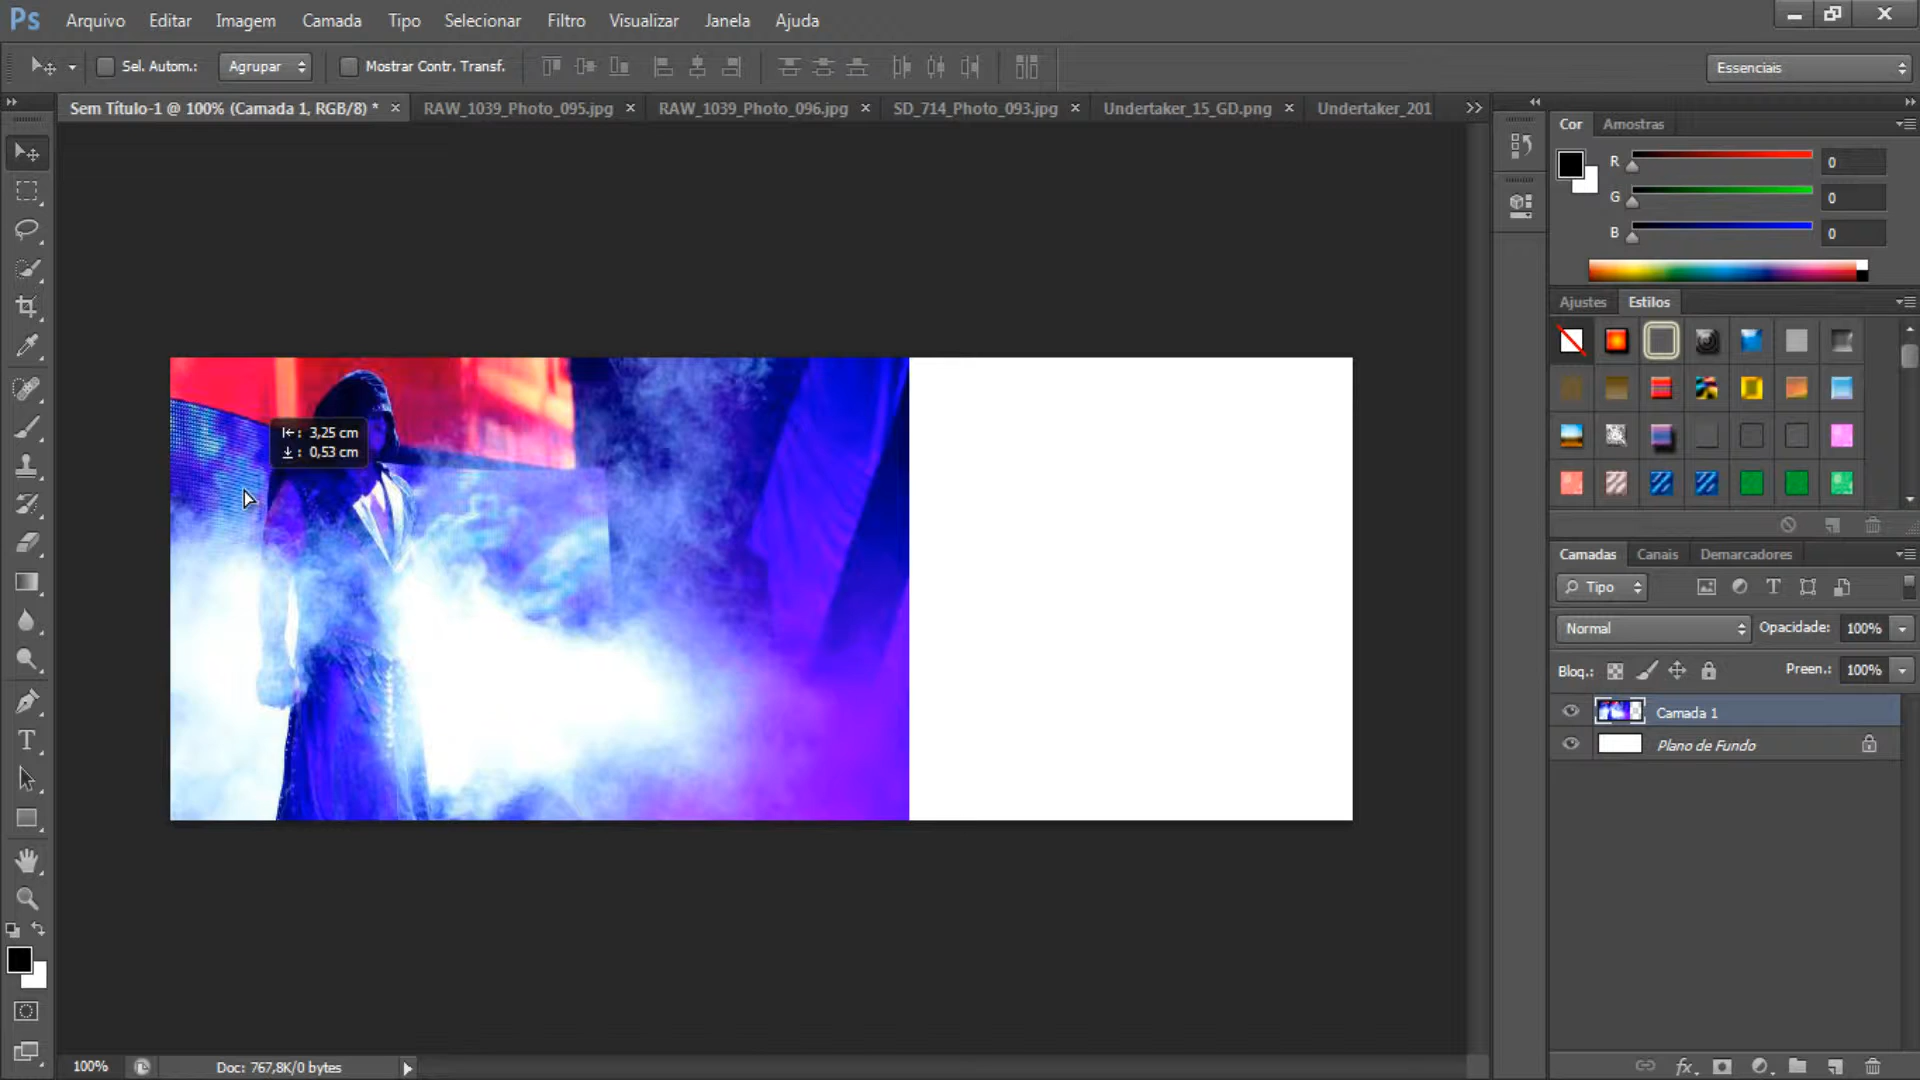 Ps Arquivo Editar Imagem Camada Tipo Selecionar Filtro Visualizar Janela Ajuda
Sel. Autom.: Agrupar Mostrar Contr. Transf. Essenciais
Sem Título-1 @ 100% (Camada 1, RGB/8) * RAW_1039_Photo_095.jpg RAW_1039_Photo_096.jpg SD_714_Photo_093.jpg Undertaker_15_GD.png Undertaker_201
Cor Amostras
R 0
G 0
B 0
Ajustes Estilos
3,25 cm
0,53 cm
Camadas Canais Demarcadores
Tipo
Normal Opacidade: 100%
Bloq.: Preen.: 100%
Camada 1
Plano de Fundo
100% Doc: 767,8K/0 bytes